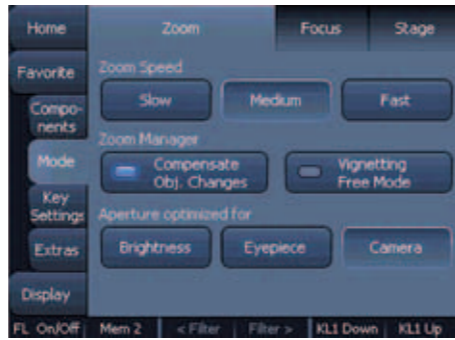 Home
Zoom
Focus
Stage
Favorite
Compo-
nents
Mode
Key
Settings
Extras
Display
Zoom Speed
Slow
Medium
Fast
Zoom Manager
Compensate
Obj. Changes
Vignetting
Free Mode
Aperture optimized for
Brightness
Eyepiece
Camera
FL On/Off
Mem 2
< Filter
Filter >
KL1 Down
KL1 Up